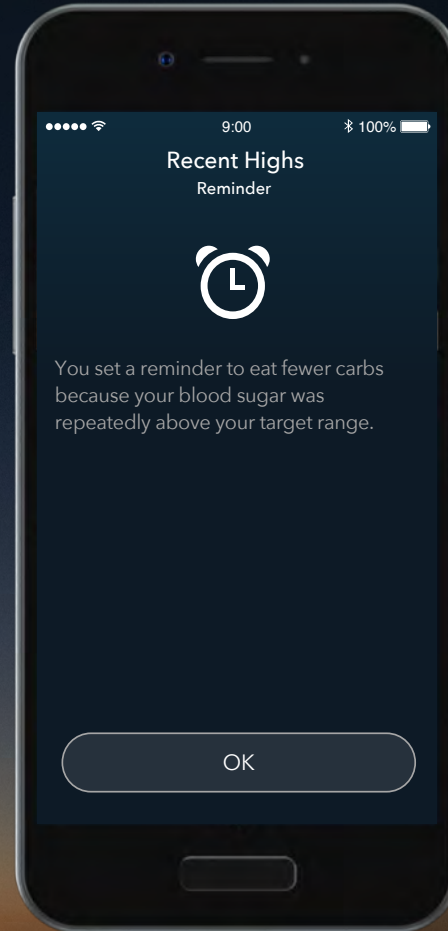 9:00
100%
Recent Highs
Reminder
You set a reminder to eat fewer carbs
because your blood sugar was
repeatedly above your target range.
OK